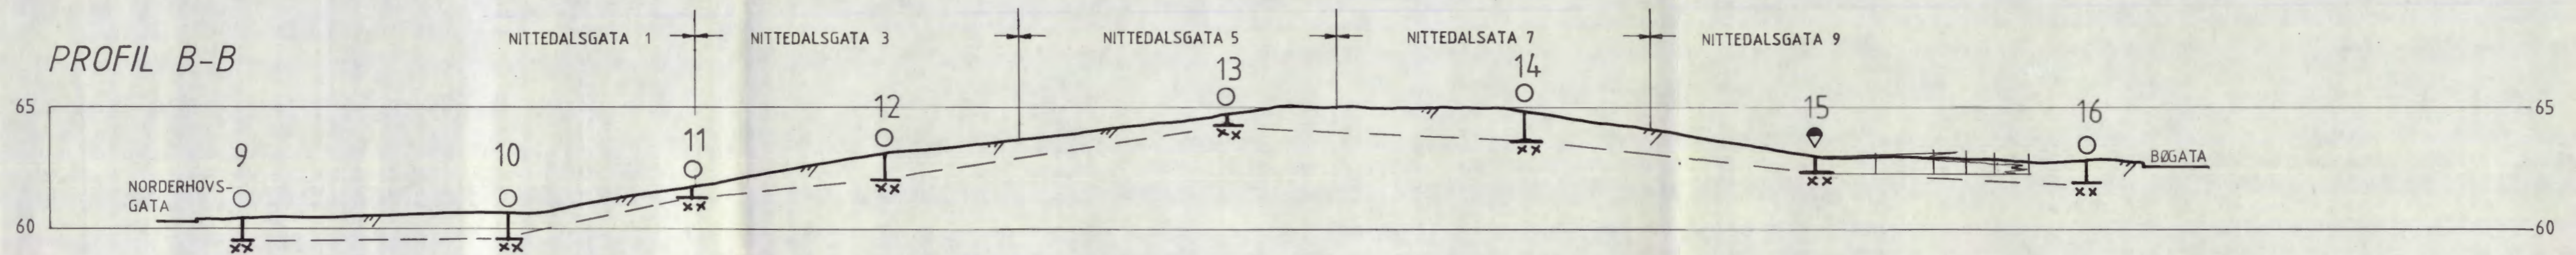 NITTEDALSGATA 1
NITTEDALSGATA 3
NITTEDALSGATA 5
NITTEDALSATA 7
NITTEDALSGATA 9
PROFIL B-B
13
14
65
12
15
65
11
16
9
10
BØGATA
NORDERHOVS-
GATA
60
60